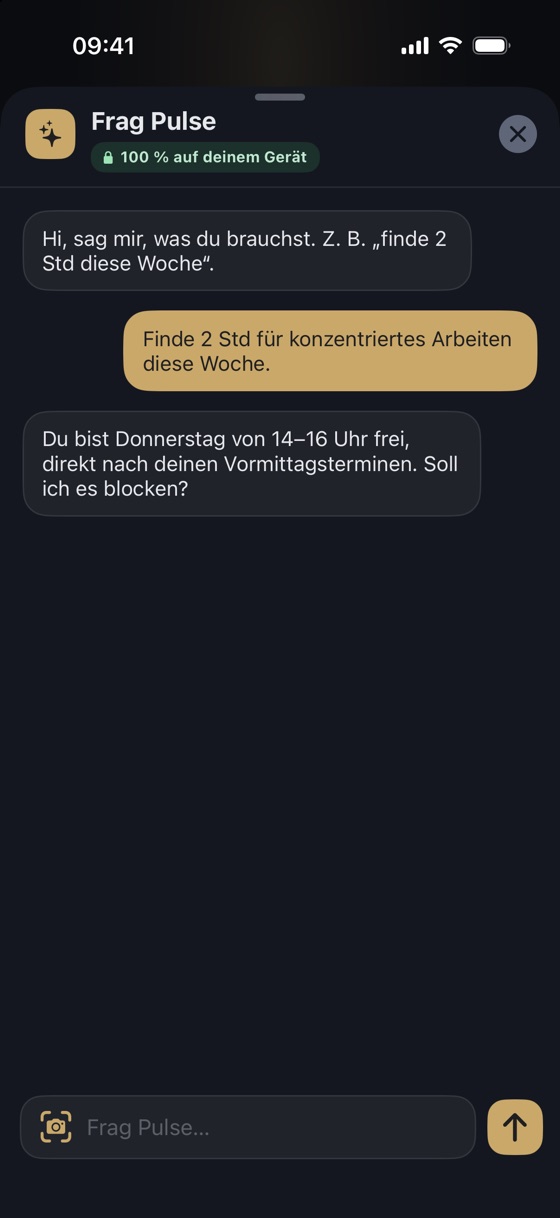 09:41
Frag Pulse
100 % auf deinem Gerät
Hi, sag mir, was du brauchst. Z. B. „finde 2
Std diese Woche“.
Finde 2 Std für konzentriertes Arbeiten
diese Woche.
Du bist Donnerstag von 14–16 Uhr frei,
direkt nach deinen Vormittagsterminen. Soll
ich es blocken?
Frag Pulse...